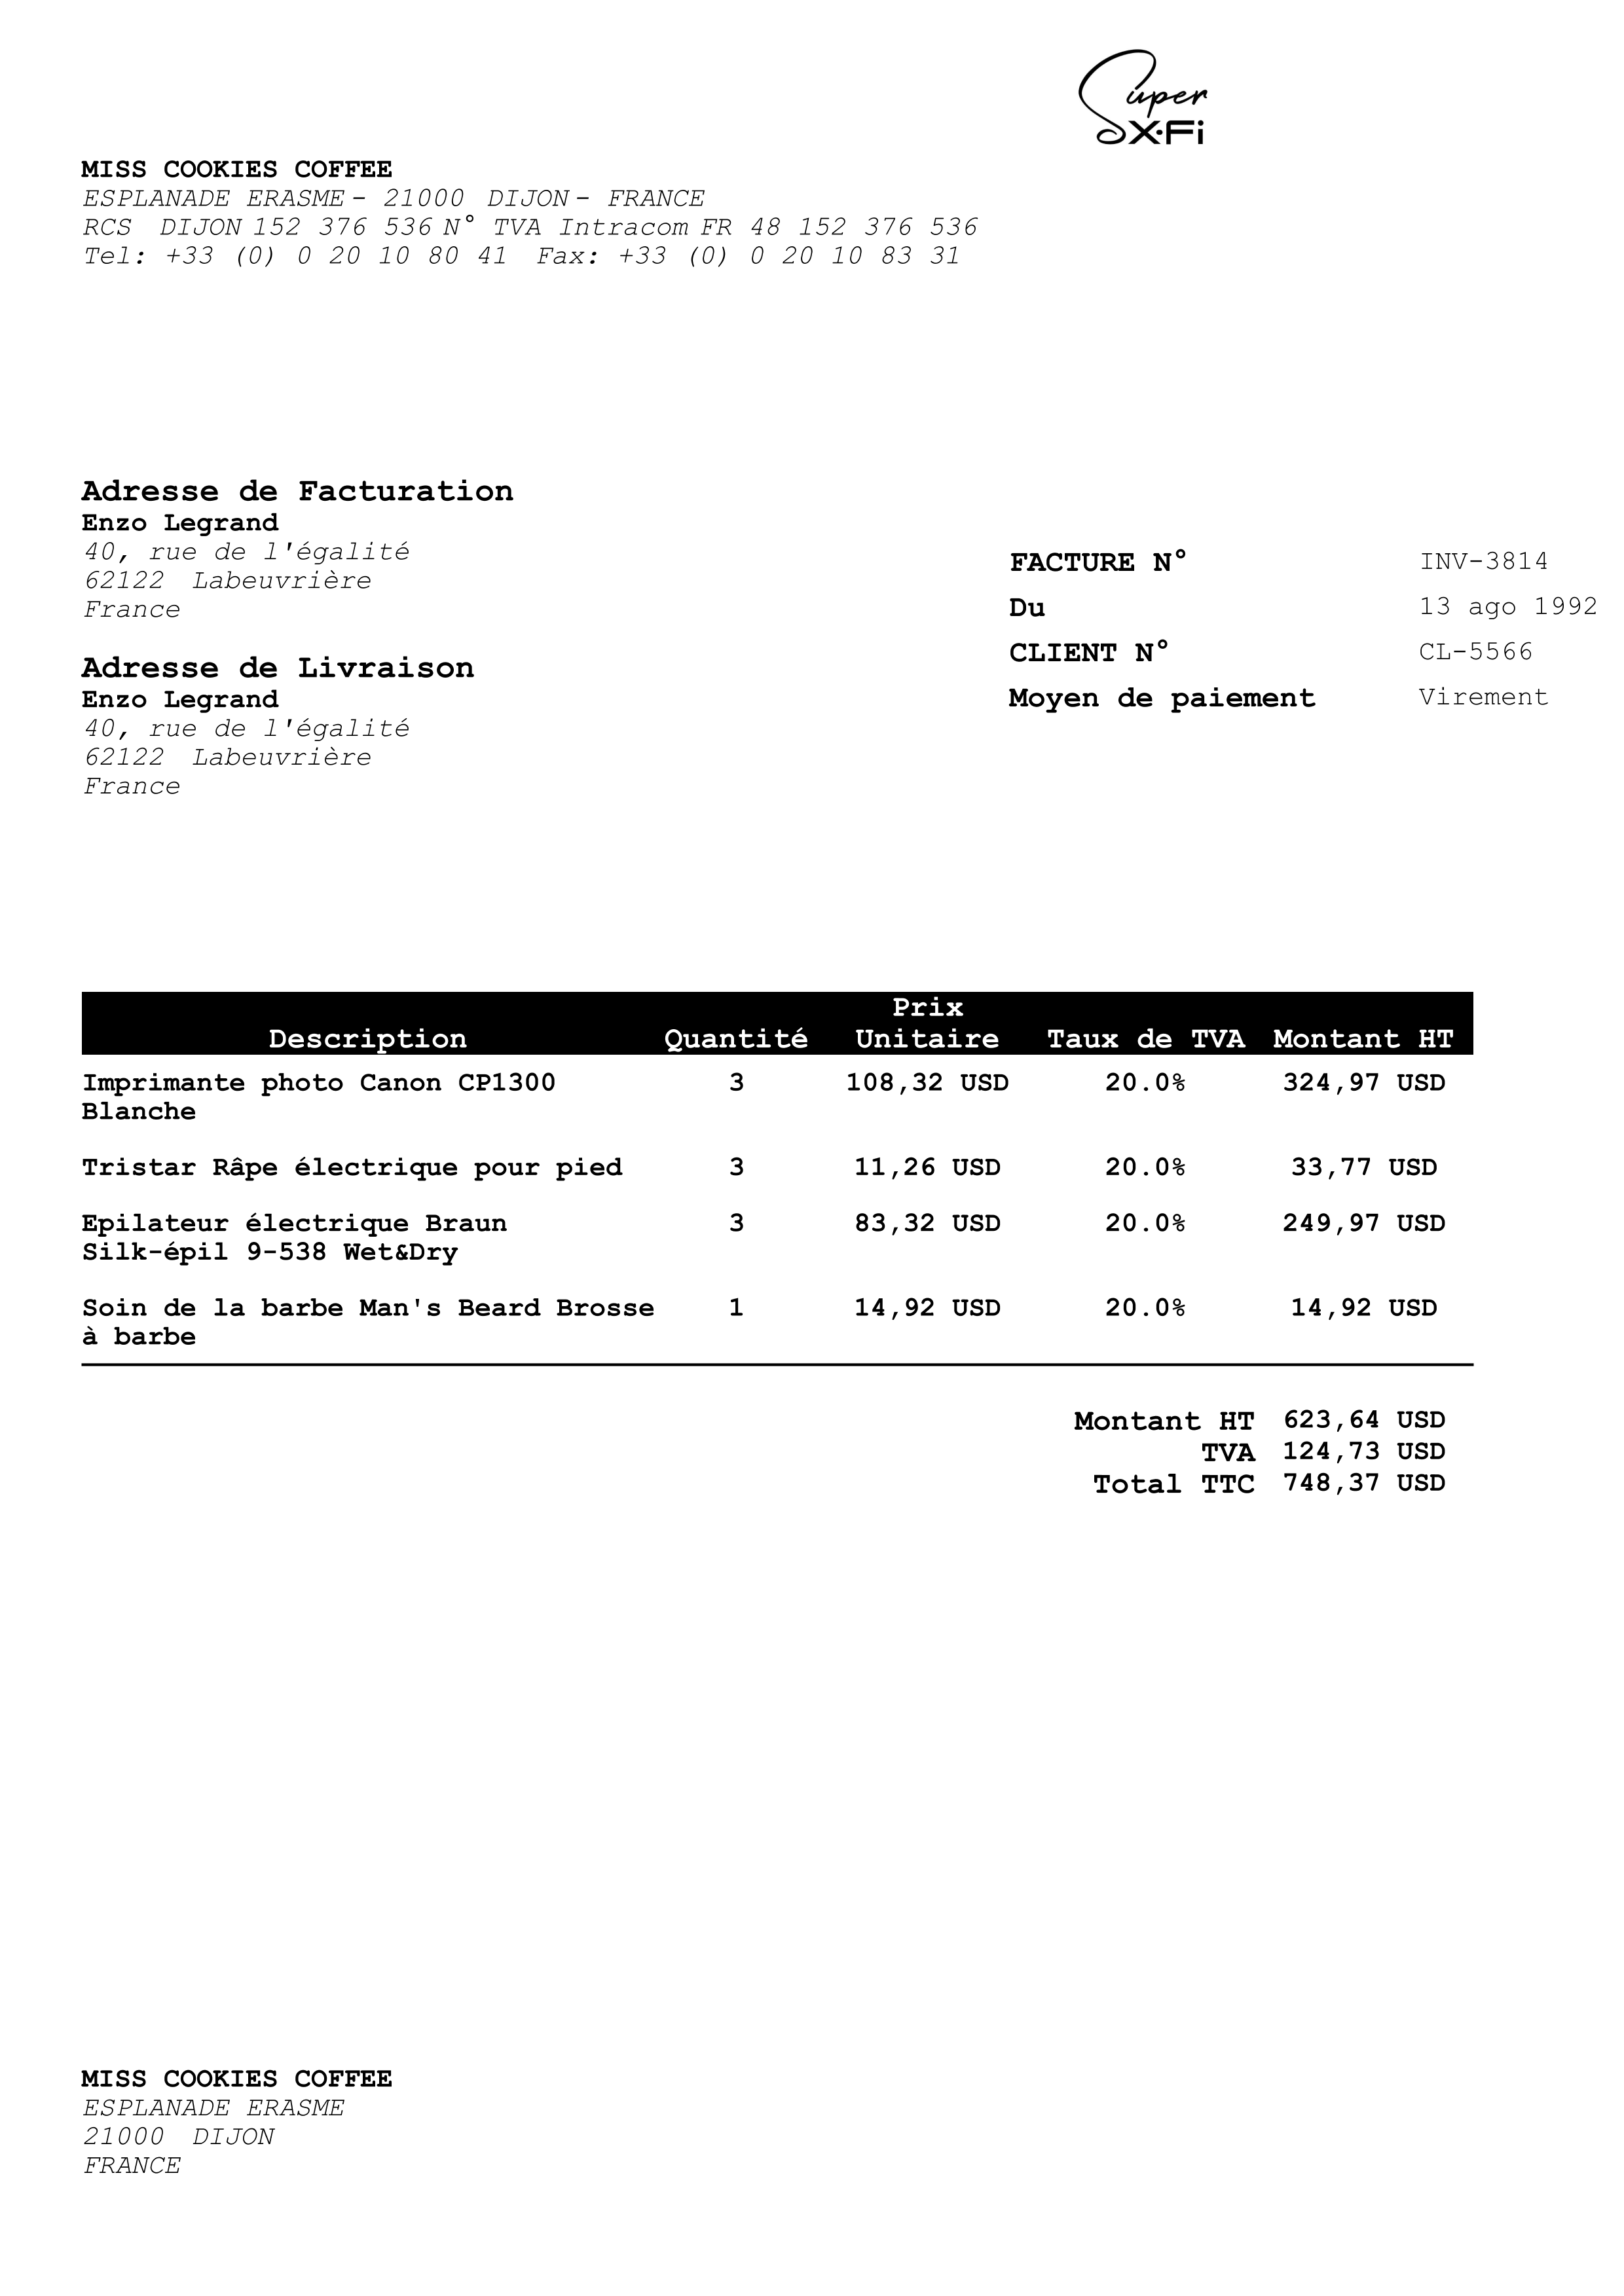 Super
X-Fi
MISS COOKIES COFFEE
ESPLANADE ERASME - 21000 DIJON - FRANCE
RCS DIJON 152 376 536 N° TVA Intracom FR 48 152 376 536
Tel: +33 (0) 0 20 10 80 41 Fax: +33 (0) 0 20 10 83 31
Adresse de Facturation
Enzo Legrand
40, rue de l'égalité
62122 Labeuvrière
France
Adresse de Livraison
Enzo Legrand
40, rue de l'égalité
62122 Labeuvrière
France
FACTURE N° INV-3814
Du 13 ago 1992
CLIENT N° CL-5566
Moyen de paiement Virement
Prix
Description Quantité Unitaire Taux de TVA Montant HT
Imprimante photo Canon CP1300 3 108,32 USD 20.0% 324,97 USD
Blanche
Tristar Râpe électrique pour pied 3 11,26 USD 20.0% 33,77 USD
Epilateur électrique Braun 3 83,32 USD 20.0% 249,97 USD
Silk-épil 9-538 Wet&Dry
Soin de la barbe Man's Beard Brosse 1 14,92 USD 20.0% 14,92 USD
à barbe
Montant HT 623,64 USD
TVA 124,73 USD
Total TTC 748,37 USD
MISS COOKIES COFFEE
ESPLANADE ERASME
21000 DIJON
FRANCE